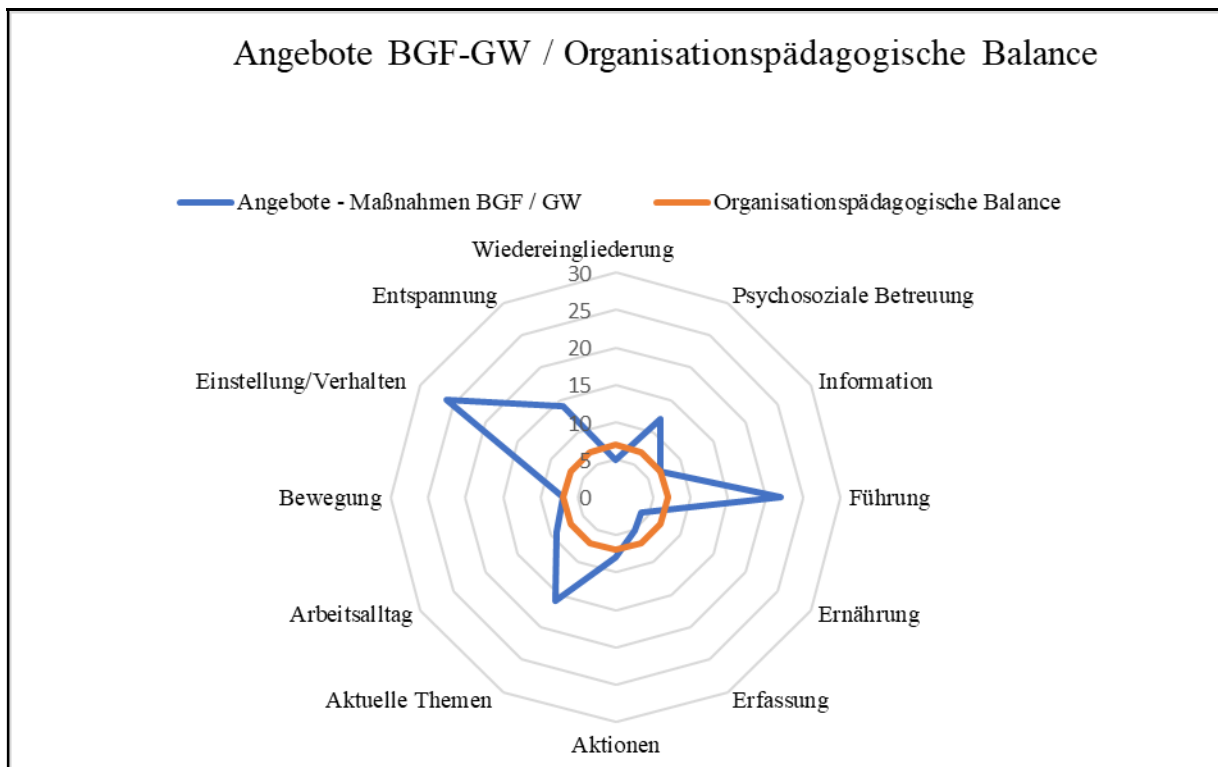 Angebote BGF-GW / Organisationspädagogische Balance
Angebote - Maßnahmen BGF / GW
Organisationspädagogische Balance
Wiedereingliederung
Psychosoziale Betreuung
Information
Führung
Ernährung
Erfassung
Aktionen
Aktuelle Themen
Arbeitsalltag
Bewegung
Einstellung/Verhalten
Entspannung
30
25
20
15
10
5
0